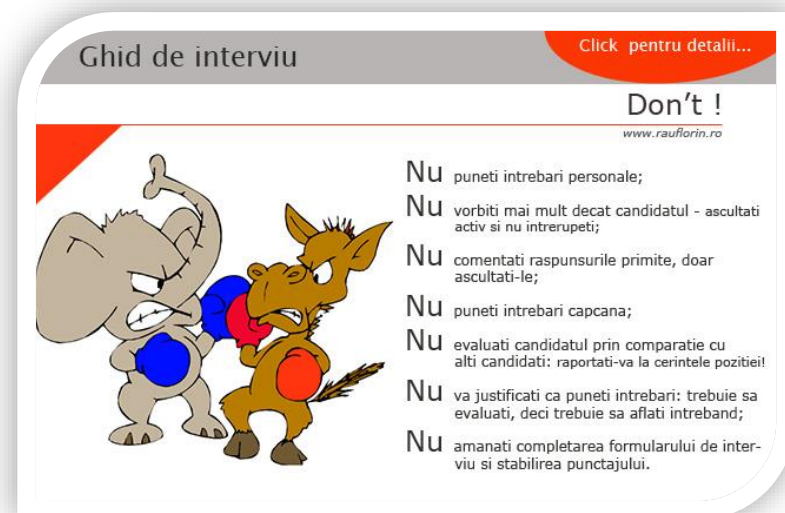 Ghid de interviu
Click pentru detalii...
Don't !
www.rauflorin.ro
Nu puneti intrebari personale;
Nu vorbiti mai mult decat candidatul - ascultati
activ si nu intrerupeti;
Nu comentati raspunsurile primite, doar
ascultati-le;
Nu puneti intrebari capcana;
Nu evaluati candidatul prin comparatie cu
alti candidati: raportati-va la cerintele pozitiei!
Nu va justificati ca puneti intrebari: trebuie sa
evaluati, deci trebuie sa aflati intreband;
Nu amanati completarea formularului de inter-
viu si stabilirea punctajului.